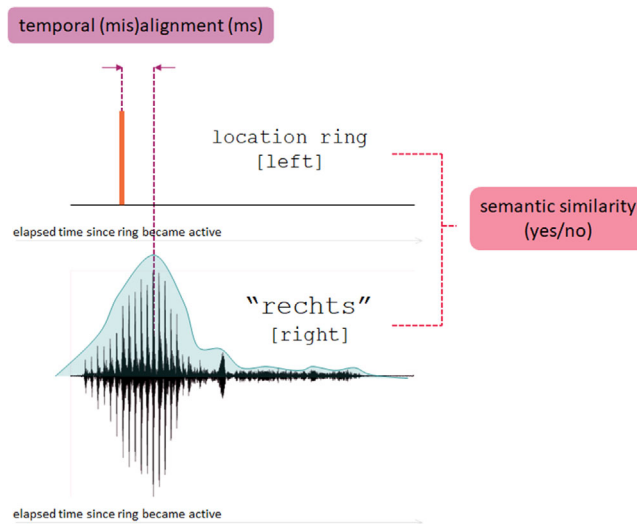 temporal (mis)alignment (ms)
location ring
[left]
elapsed time since ring became active
semantic similarity
(yes/no)
“rechts”
[right]
elapsed time since ring became active